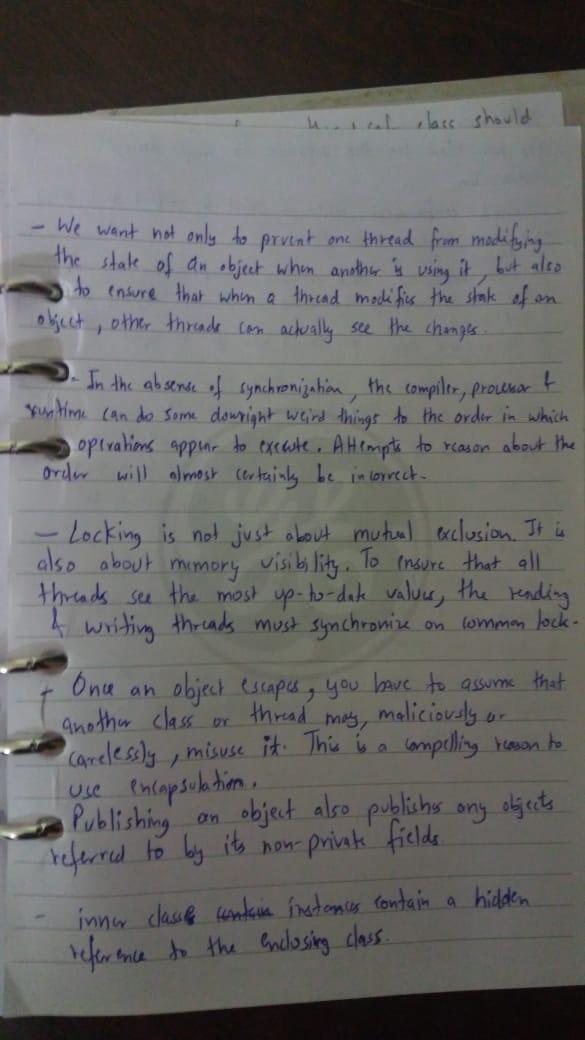 class should
- We want not only to prvent one thread from modifying
the state of an object when another is using it, but also
to ensure that when a thread modifies the state of an
object, other threads can actually see the changes.
- In the absense of synchronization, the compiler, processor &
runtime can do some dowright weird things to the order in which
operations appear to execute. Attempts to reason about the
order will almost certainly be incorrect-
- Locking is not just about mutual exclusion. It is
also about memory visibility. To ensure that all
threads see the most up-to-date values, the reading
& writing threads must synchronize on common lock-
+ Once an object escapes, you have to assume that
another class or thread may, maliciously or
carelessly, misuse it. This is a compelling reason to
use encapsulation.
Publishing an object also publishes any objects
referred to by its non-private fields.
- inner class instances contain a hidden
reference to the enclosing class.